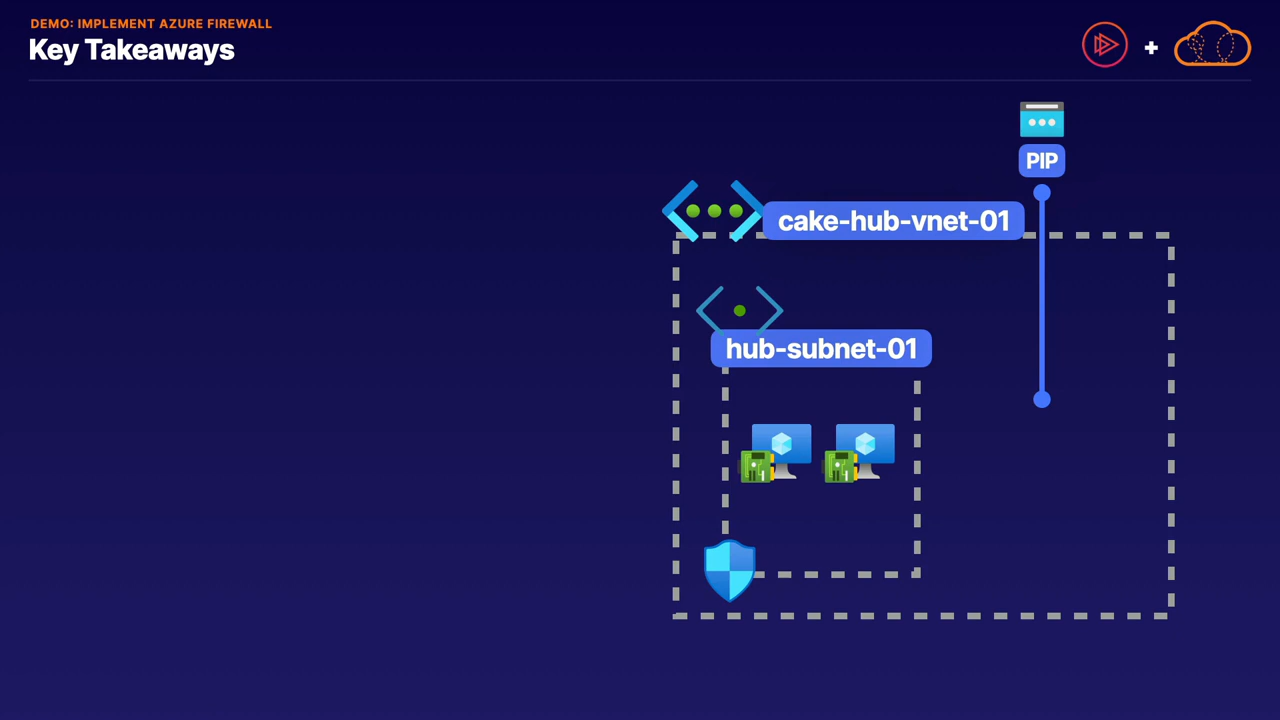 DEMO: IMPLEMENT AZURE FIREWALL
Key Takeaways
+
PIP
cake-hub-vnet-01
hub-subnet-01